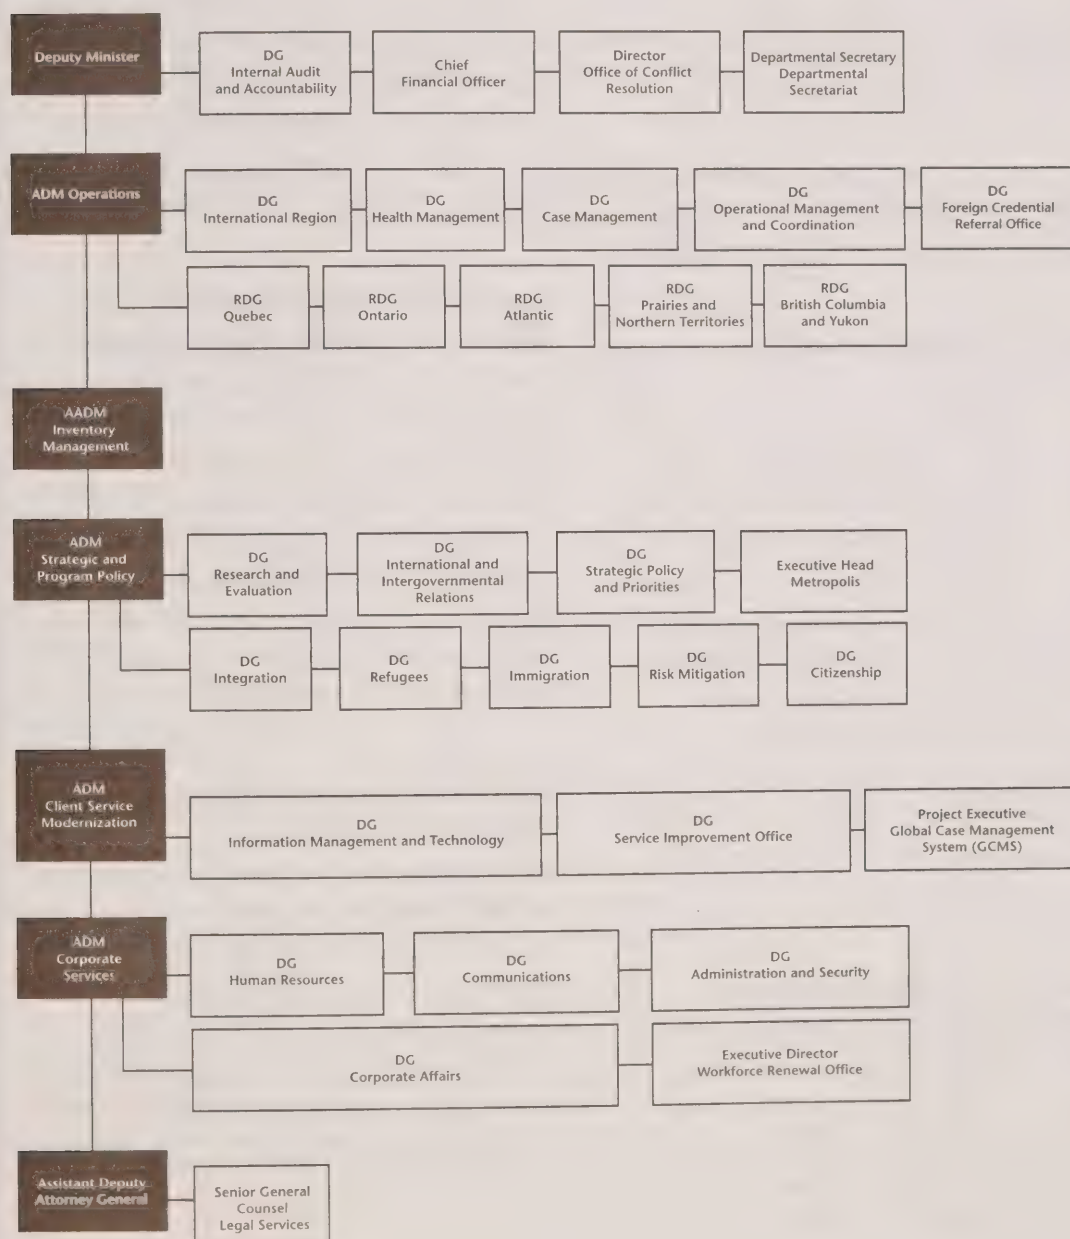 Deputy Minister
DG
Internal Audit
and Accountability
Chief
Financial Officer
Director
Office of Conflict
Resolution
Departmental Secretary
Departmental
Secretariat
ADM Operations
DG
International Region
DG
Health Management
DG
Case Management
DG
Operational Management
and Coordination
DG
Foreign Credential
Referral Office
RDG
Quebec
RDG
Ontario
RDG
Atlantic
RDG
Prairies and
Northern Territories
RDG
British Columbia
and Yukon
AADM
Inventory
Management
ADM
Strategic and
Program Policy
DG
Research and
Evaluation
DG
International and
Intergovernmental
Relations
DG
Strategic Policy
and Priorities
Executive Head
Metropolis
DG
Integration
DG
Refugees
DG
Immigration
DG
Risk Mitigation
DG
Citizenship
ADM
Client Service
Modernization
DG
Information Management and Technology
DG
Service Improvement Office
Project Executive
Global Case Management
System (GCMS)
ADM
Corporate
Services
DG
Human Resources
DG
Communications
DG
Administration and Security
DG
Corporate Affairs
Executive Director
Workforce Renewal Office
Assistant Deputy
Attorney General
Senior General
Counsel
Legal Services